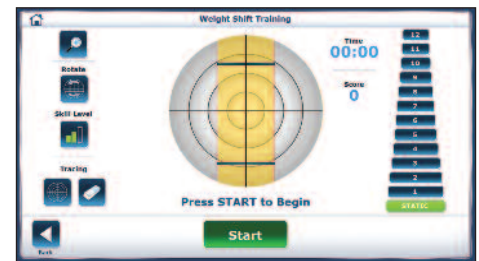 Weight Shift Training
Rotate
Skill Level
Tracing
Back
Press START to Begin
Start
Time
00:00
Score
0
12
11
10
9
8
7
6
5
4
3
2
1
STATIC